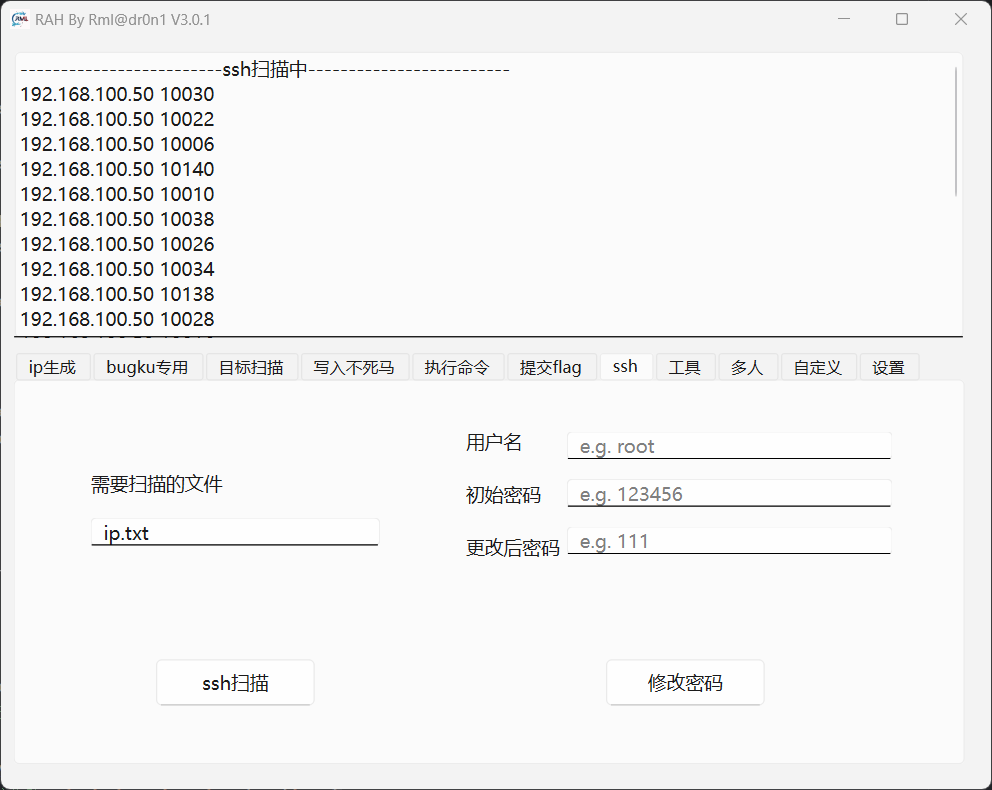 RAH By Rml@dr0n1 V3.0.1
-------------------------ssh扫描中-------------------------
192.168.100.50 10030
192.168.100.50 10022
192.168.100.50 10006
192.168.100.50 10140
192.168.100.50 10010
192.168.100.50 10038
192.168.100.50 10026
192.168.100.50 10034
192.168.100.50 10138
192.168.100.50 10028
ip生成 bugku专用 目标扫描 写入不死马 执行命令 提交flag ssh 工具 多人 自定义 设置
用户名 e.g. root
需要扫描的文件
初始密码 e.g. 123456
ip.txt
更改后密码 e.g. 111
ssh扫描 修改密码